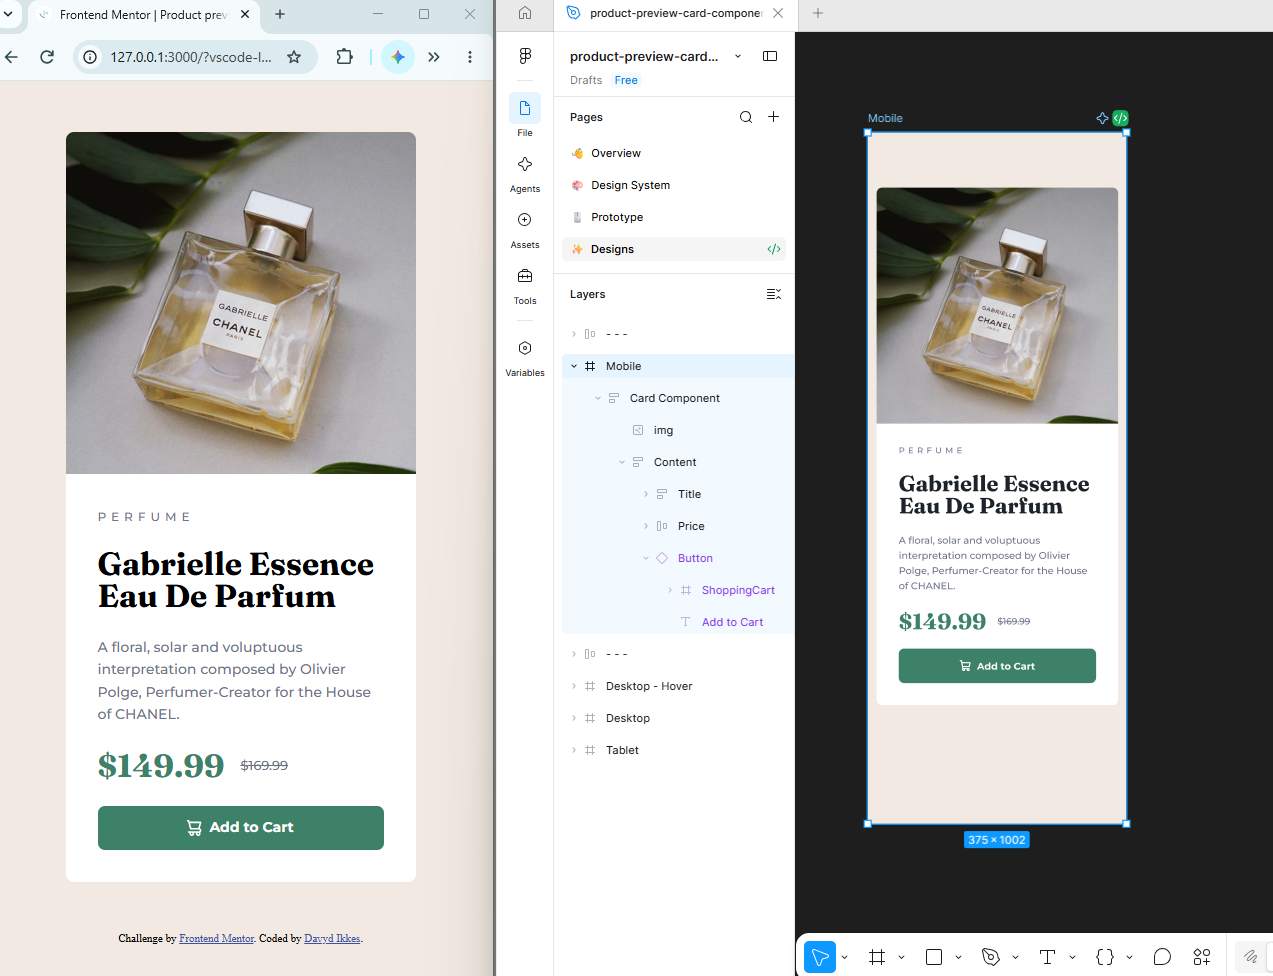 Frontend Mentor | Product prev
127.0.0.1:3000/?vscode-l...
GABRIELLE
CHANEL
PARIS
PERFUME
Gabrielle Essence
Eau De Parfum
A floral, solar and voluptuous
interpretation composed by Olivier
Polge, Perfumer-Creator for the House
of CHANEL.
$149.99 $169.99
Add to Cart
Challenge by Frontend Mentor. Coded by Davyd Ikkes.
product-preview-card-compone
product-preview-card...
Drafts Free
File
Agents
Assets
Tools
Variables
Pages
Overview
Design System
Prototype
Designs
Layers
- - -
Mobile
Card Component
img
Content
Title
Price
Button
ShoppingCart
Add to Cart
- - -
Desktop - Hover
Desktop
Tablet
Mobile
GABRIELLE
CHANEL
PARIS
PERFUME
Gabrielle Essence
Eau De Parfum
A floral, solar and voluptuous
interpretation composed by Olivier
Polge, Perfumer-Creator for the House
of CHANEL.
$149.99 $169.99
Add to Cart
375 × 1002